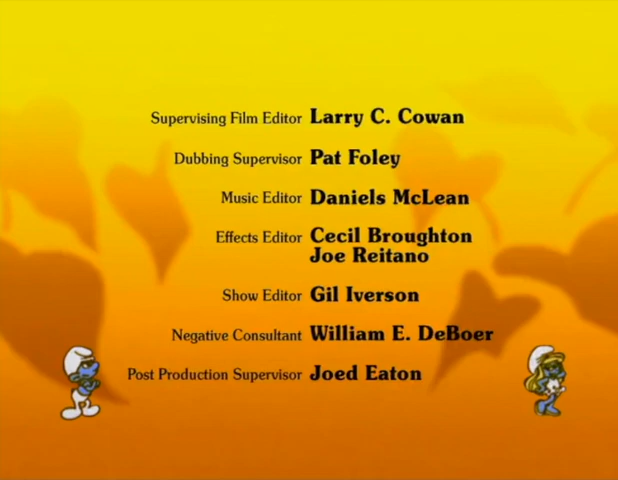 Supervising Film Editor Larry C. Cowan
Dubbing Supervisor Pat Foley
Music Editor Daniels McLean
Effects Editor Cecil Broughton
Joe Reitano
Show Editor Gil Iverson
Negative Consultant William E. DeBoer
Post Production Supervisor Joed Eaton